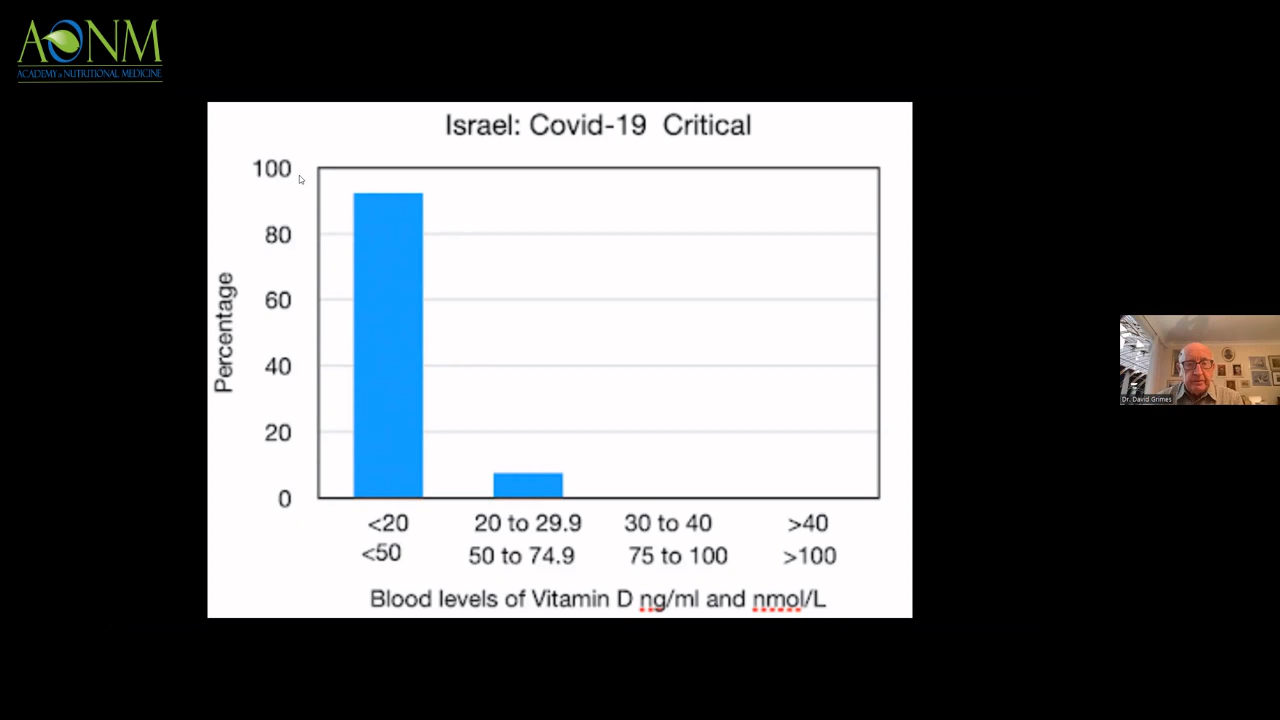 AONM
ACADEMY of NUTRITIONAL MEDICINE
Israel: Covid-19 Critical
100
80
60
40
20
0
Percentage
<20 20 to 29.9 30 to 40 >40
<50 50 to 74.9 75 to 100 >100
Blood levels of Vitamin D ng/ml and nmol/L
Dr. David Grimes